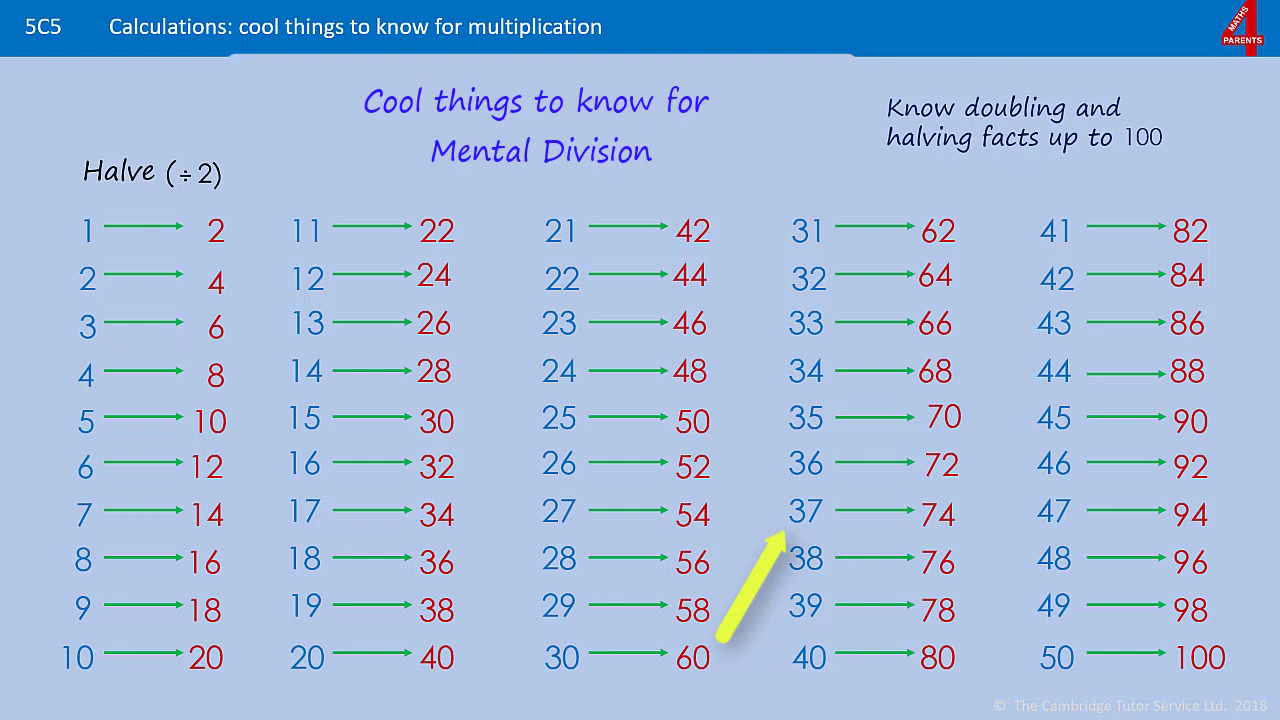 5C5 Calculations: cool things to know for multiplication
MATHS
4
PARENTS
Cool things to know for
Mental Division
Know doubling and
halving facts up to 100
Halve (÷2)
1 2 11 22 21 42 31 62 41 82
2 4 12 24 22 44 32 64 42 84
3 6 13 26 23 46 33 66 43 86
4 8 14 28 24 48 34 68 44 88
5 10 15 30 25 50 35 70 45 90
6 12 16 32 26 52 36 72 46 92
7 14 17 34 27 54 37 74 47 94
8 16 18 36 28 56 38 76 48 96
9 18 19 38 29 58 39 78 49 98
10 20 20 40 30 60 40 80 50 100
© The Cambridge Tutor Service Ltd. 2018